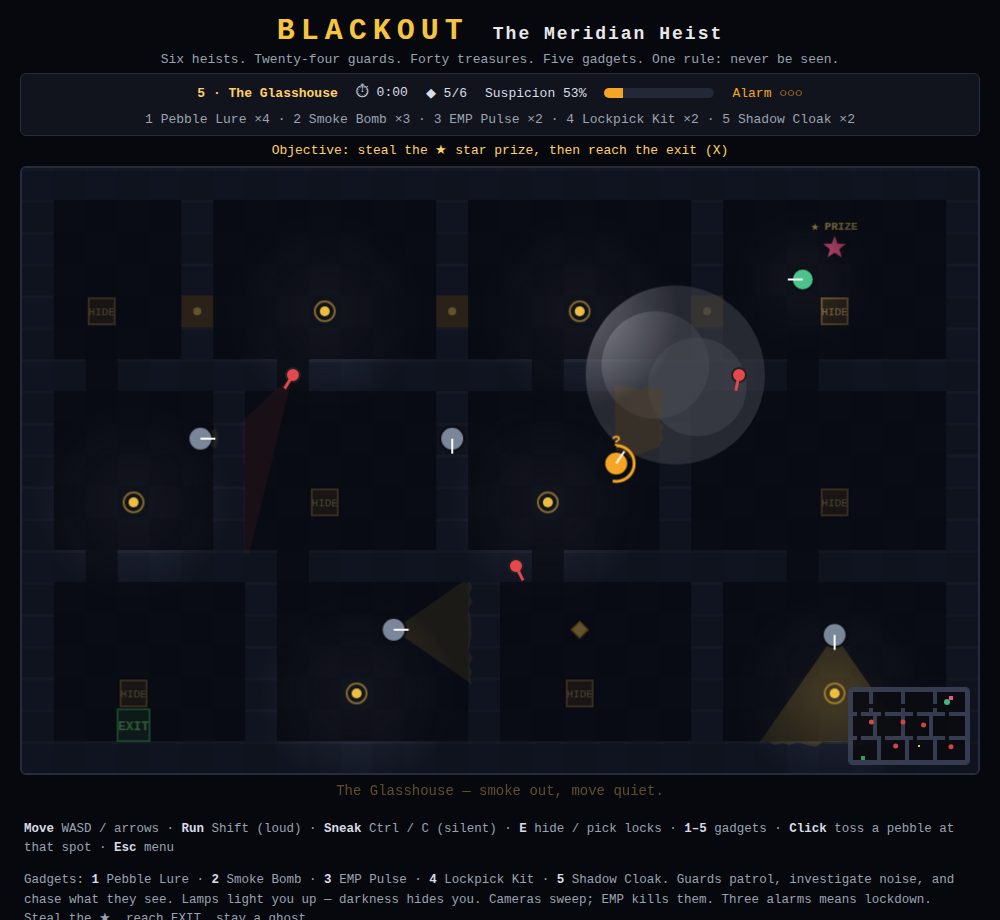 BLACKOUT The Meridian Heist
Six heists. Twenty-four guards. Forty treasures. Five gadgets. One rule: never be seen.
5 · The Glasshouse ⏱ 0:00 ◆ 5/6 Suspicion 53% Alarm ○○○
1 Pebble Lure ×4 · 2 Smoke Bomb ×3 · 3 EMP Pulse ×2 · 4 Lockpick Kit ×2 · 5 Shadow Cloak ×2
Objective: steal the ★ star prize, then reach the exit (X)
★ PRIZE
HIDE
HIDE
?
HIDE
HIDE
HIDE
HIDE
EXIT
The Glasshouse — smoke out, move quiet.
Move WASD / arrows · Run Shift (loud) · Sneak Ctrl / C (silent) · E hide / pick locks · 1–5 gadgets · Click toss a pebble at
that spot · Esc menu
Gadgets: 1 Pebble Lure · 2 Smoke Bomb · 3 EMP Pulse · 4 Lockpick Kit · 5 Shadow Cloak. Guards patrol, investigate noise, and
chase what they see. Lamps light you up — darkness hides you. Cameras sweep; EMP kills them. Three alarms means lockdown.
Steal the ★, reach EXIT, stay a ghost.